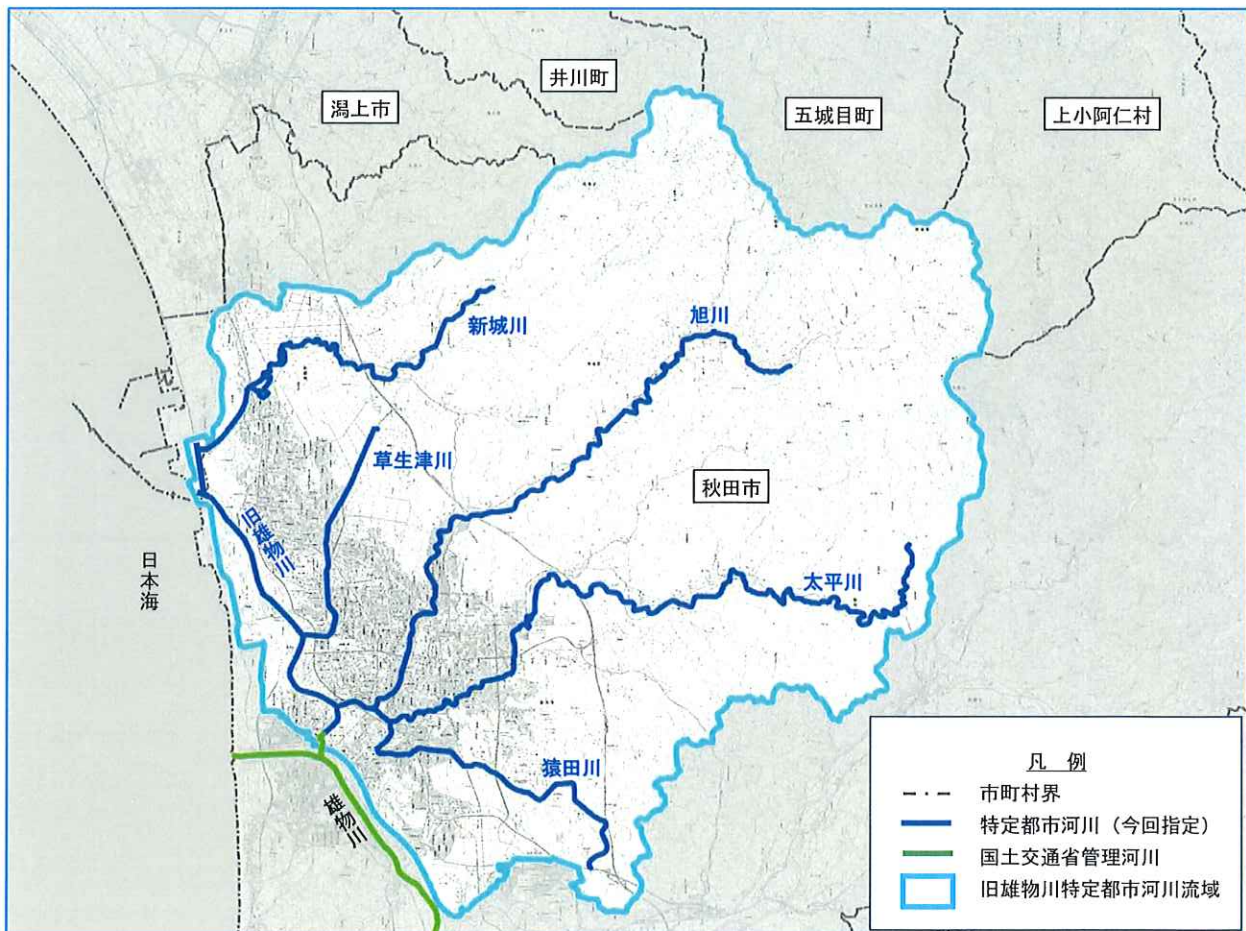 井川町
潟上市
五城目町
上小阿仁村
新城川
旭川
草生津川
秋田市
旧雄物川
日本海
太平川
猿田川
雄物川
凡 例
市町村界
特定都市河川（今回指定）
国土交通省管理河川
旧雄物川特定都市河川流域